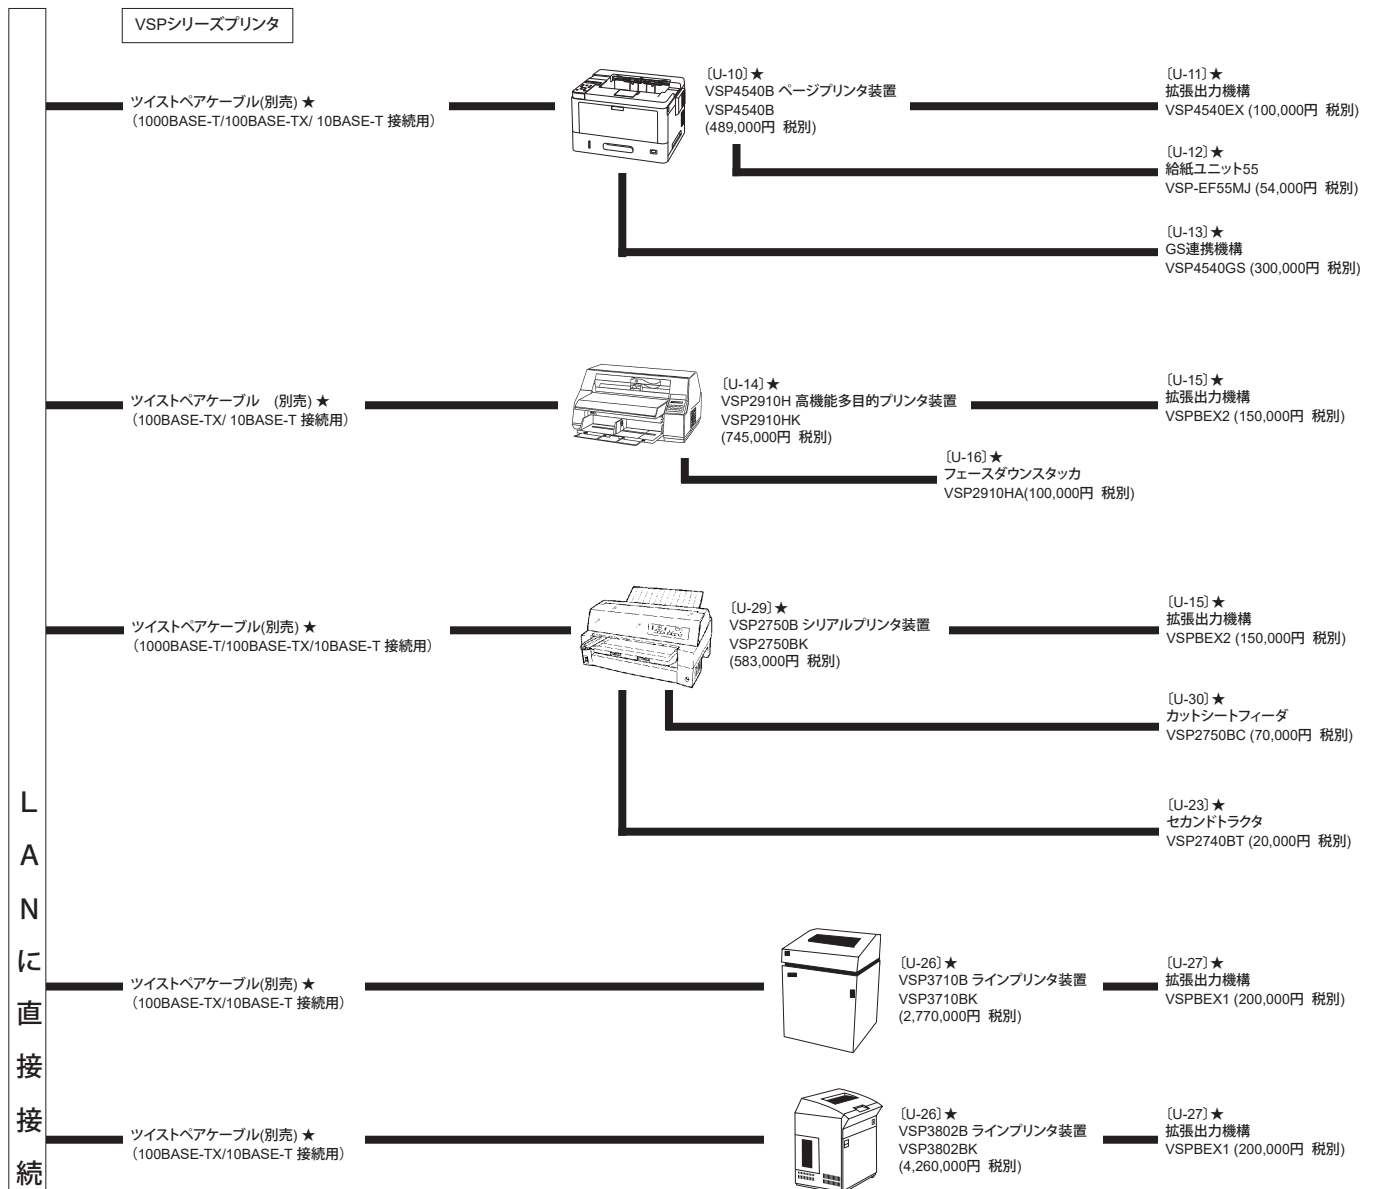 VSPシリーズプリンタ
ツイストペアケーブル(別売) ★
（1000BASE-T/100BASE-TX/ 10BASE-T 接続用）
〔U-10〕★
VSP4540B ページプリンタ装置
VSP4540B
(489,000円 税別)
〔U-11〕★
拡張出力機構
VSP4540EX (100,000円 税別)
〔U-12〕★
給紙ユニット55
VSP-EF55MJ (54,000円 税別)
〔U-13〕★
GS連携機構
VSP4540GS (300,000円 税別)
ツイストペアケーブル (別売) ★
（100BASE-TX/ 10BASE-T 接続用）
〔U-14〕★
VSP2910H 高機能多目的プリンタ装置
VSP2910HK
(745,000円 税別)
〔U-15〕★
拡張出力機構
VSPBEX2 (150,000円 税別)
〔U-16〕★
フェースダウンスタッカ
VSP2910HA(100,000円 税別)
ツイストペアケーブル(別売) ★
（1000BASE-T/100BASE-TX/10BASE-T 接続用）
〔U-29〕★
VSP2750B シリアルプリンタ装置
VSP2750BK
(583,000円 税別)
〔U-15〕★
拡張出力機構
VSPBEX2 (150,000円 税別)
〔U-30〕★
カットシートフィーダ
VSP2750BC (70,000円 税別)
〔U-23〕★
セカンドトラクタ
VSP2740BT (20,000円 税別)
ツイストペアケーブル(別売) ★
（100BASE-TX/10BASE-T 接続用）
〔U-26〕★
VSP3710B ラインプリンタ装置
VSP3710BK
(2,770,000円 税別)
〔U-27〕★
拡張出力機構
VSPBEX1 (200,000円 税別)
ツイストペアケーブル(別売) ★
（100BASE-TX/10BASE-T 接続用）
〔U-26〕★
VSP3802B ラインプリンタ装置
VSP3802BK
(4,260,000円 税別)
〔U-27〕★
拡張出力機構
VSPBEX1 (200,000円 税別)
LANに直接接続